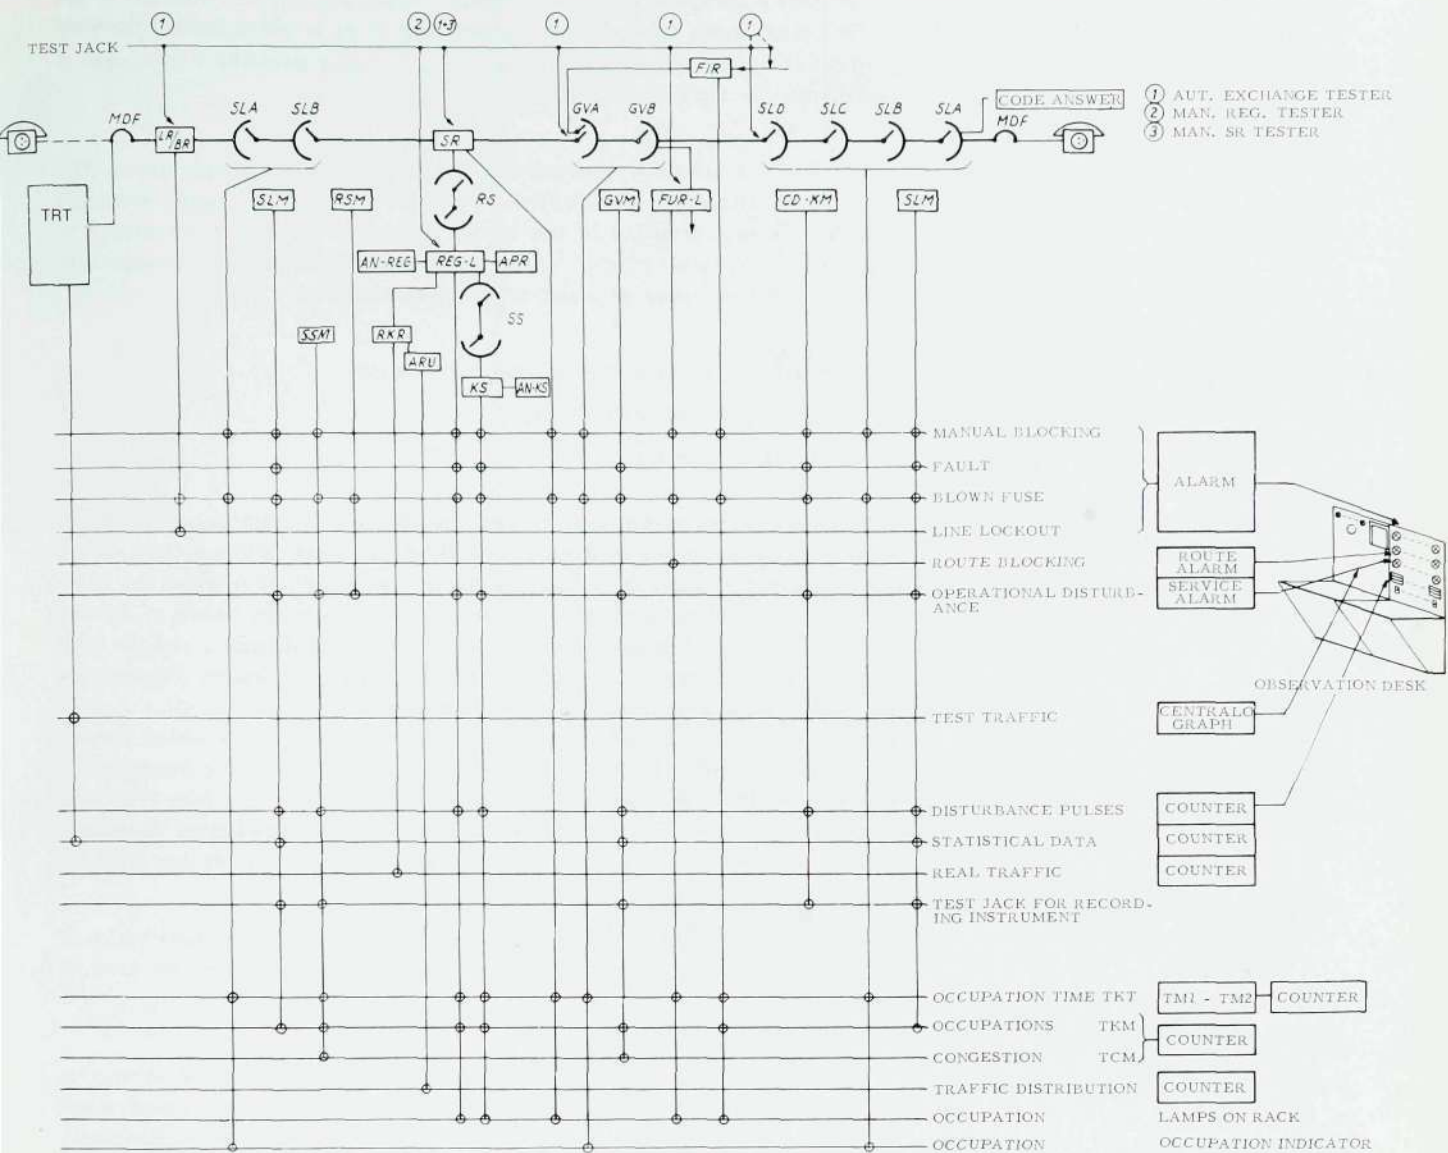 1 2 1+3 1 1 1
TEST JACK
FIR
MDF SLA SLB GVA GVB SLD SLC SLB SLA CODE ANSWER MDF
1 AUT. EXCHANGE TESTER
2 MAN. REG. TESTER
3 MAN. SR TESTER
LR/BR SR
TRT SLM RSM RS GVM FUR-L CD-KM SLM
AN-REG REG-L APR
SS
SSM RKR
ARU
KS AN-KS
MANUAL BLOCKING
FAULT
ALARM
BLOWN FUSE
LINE LOCKOUT
ROUTE BLOCKING
ROUTE
ALARM
OPERATIONAL DISTURB-
ANCE
SERVICE
ALARM
OBSERVATION DESK
TEST TRAFFIC
CENTRALO
GRAPH
DISTURBANCE PULSES COUNTER
STATISTICAL DATA COUNTER
REAL TRAFFIC COUNTER
TEST JACK FOR RECORD-
ING INSTRUMENT
OCCUPATION TIME TKT TM1 - TM2 COUNTER
OCCUPATIONS TKM
COUNTER
CONGESTION TCM
TRAFFIC DISTRIBUTION COUNTER
OCCUPATION LAMPS ON RACK
OCCUPATION OCCUPATION INDICATOR